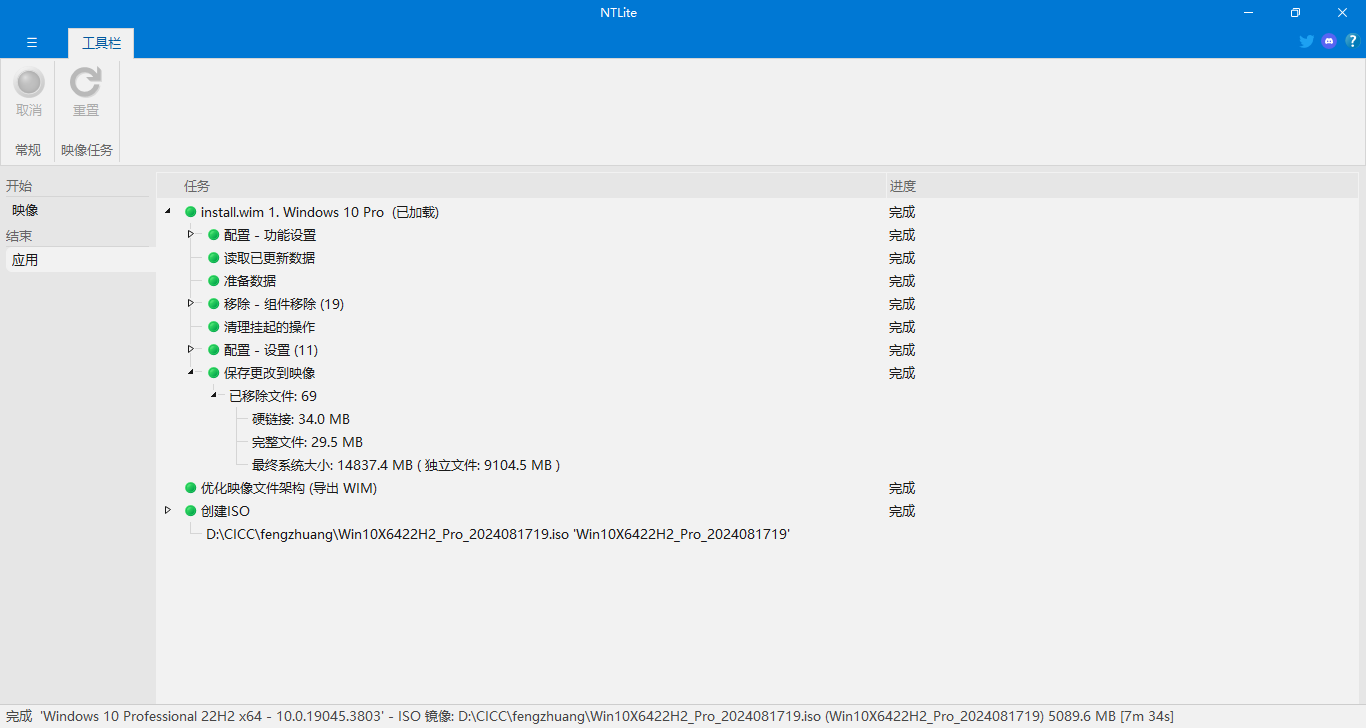 NTLite
工具栏
取消 重置
常规 映像任务
开始
映像
结束
应用
任务 进度
install.wim 1. Windows 10 Pro (已加载) 完成
配置 - 功能设置 完成
读取已更新数据 完成
准备数据 完成
移除 - 组件移除 (19) 完成
清理挂起的操作 完成
配置 - 设置 (11) 完成
保存更改到映像 完成
已移除文件: 69
硬链接: 34.0 MB
完整文件: 29.5 MB
最终系统大小: 14837.4 MB ( 独立文件: 9104.5 MB )
优化映像文件架构 (导出 WIM) 完成
创建ISO 完成
D:\CICC\fengzhuang\Win10X6422H2_Pro_2024081719.iso 'Win10X6422H2_Pro_2024081719'
完成 'Windows 10 Professional 22H2 x64 - 10.0.19045.3803' - ISO 镜像: D:\CICC\fengzhuang\Win10X6422H2_Pro_2024081719.iso (Win10X6422H2_Pro_2024081719) 5089.6 MB [7m 34s]